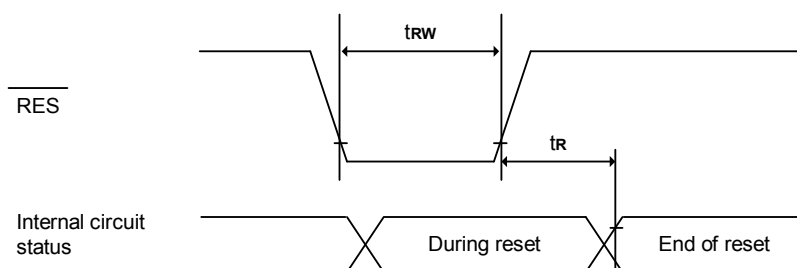 tRW
RES
tR
Internal circuit
status
During reset
End of reset